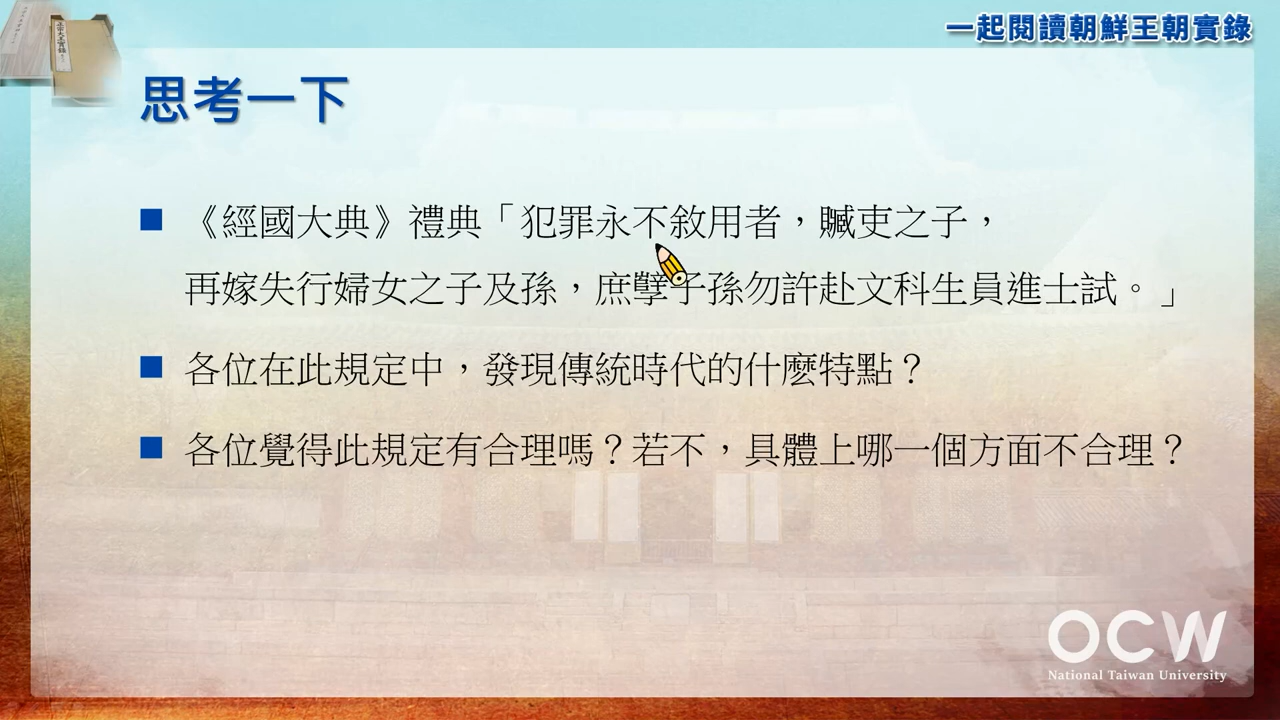 一起閱讀朝鮮王朝實錄
思考一下
《經國大典》禮典「犯罪永不敘用者，贓吏之子，
再嫁失行婦女之子及孫，庶孼子孫勿許赴文科生員進士試。」
各位在此規定中，發現傳統時代的什麼特點？
各位覺得此規定有合理嗎？若不，具體上哪一個方面不合理？
OCW
National Taiwan University